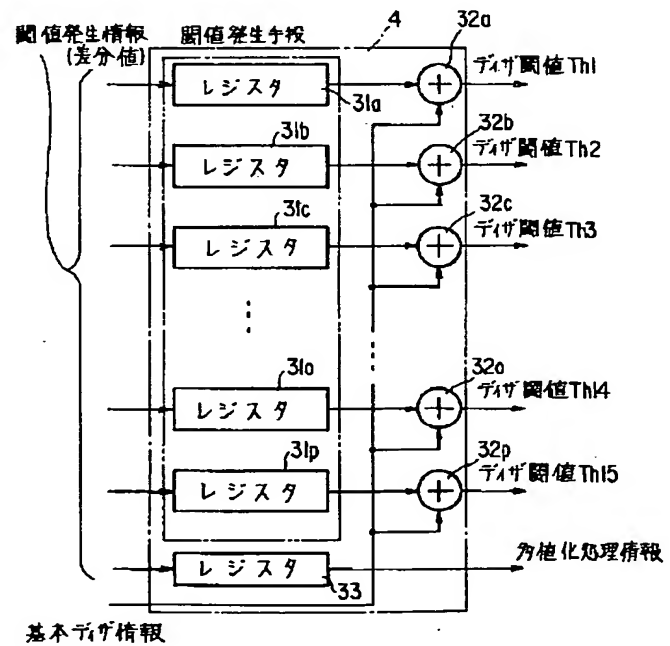 閾値発生情報
(差分値)
閾値発生手段
4
32a
レジスタ
31a
ディザ閾値Th1
31b
レジスタ
32b
ディザ閾値Th2
31c
レジスタ
32c
ディザ閾値Th3
31o
レジスタ
32o
ディザ閾値Th14
31p
レジスタ
32p
ディザ閾値Th15
レジスタ
33
多値化処理情報
基本ディザ情報